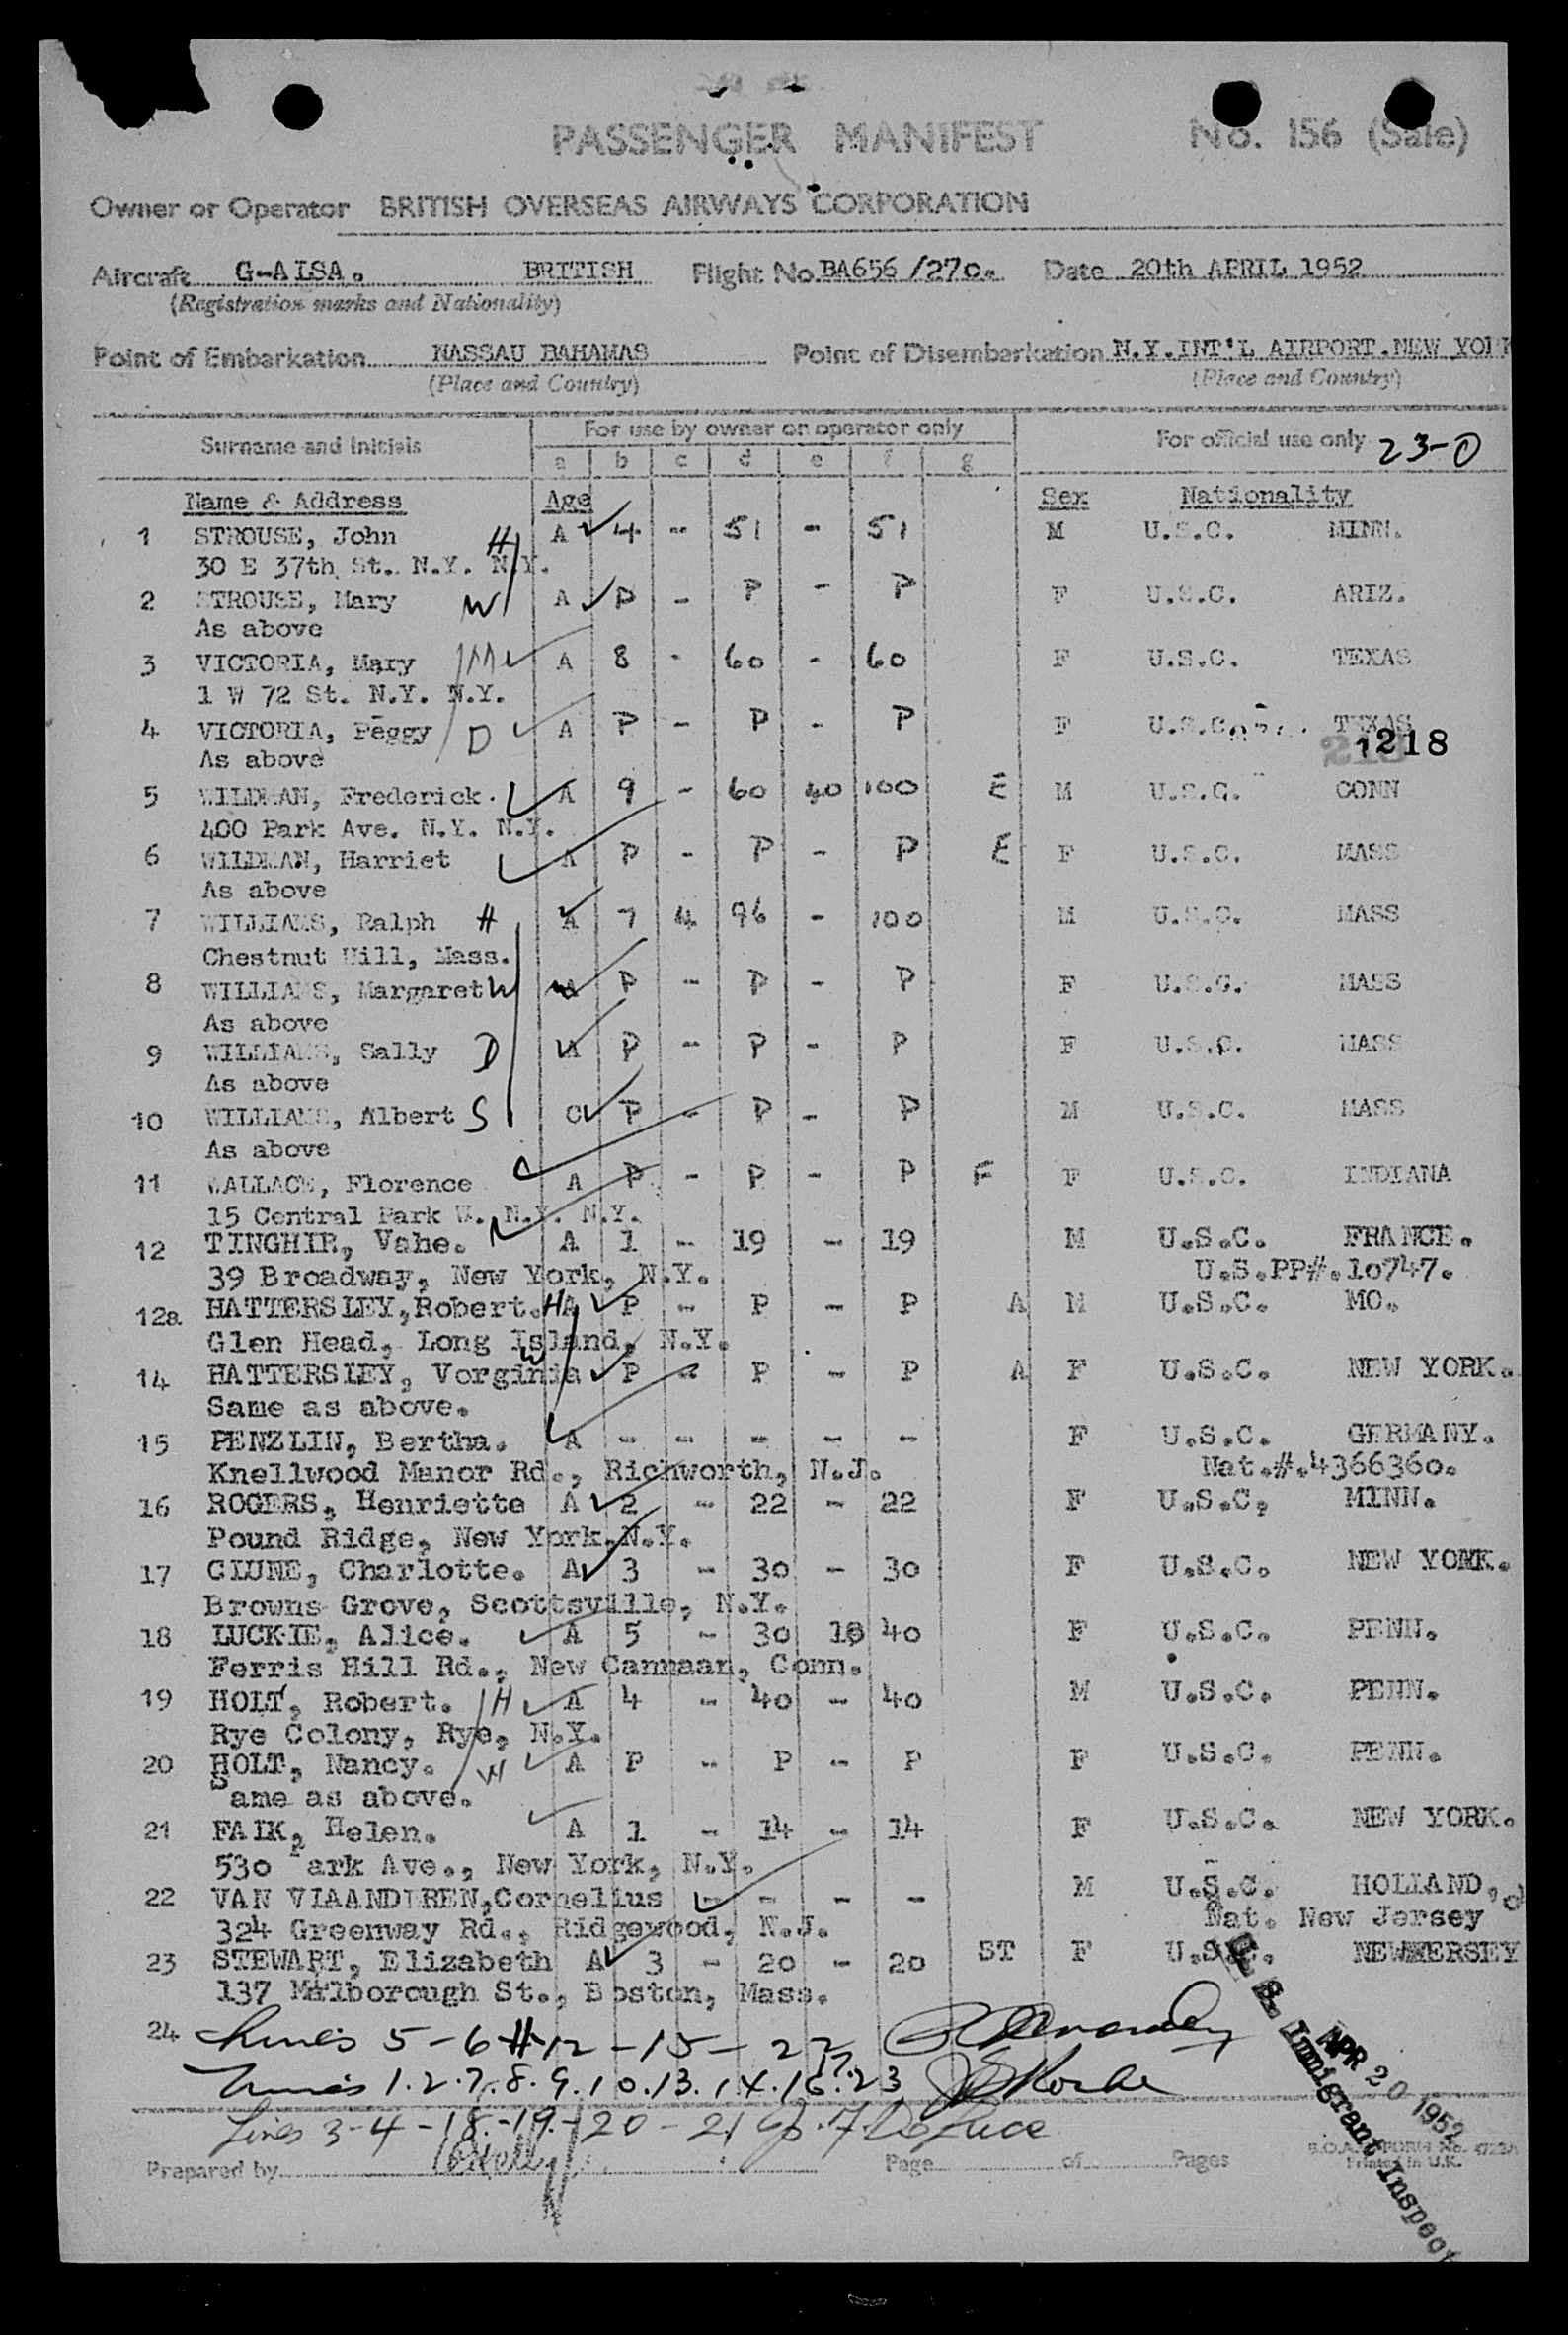 PASSENGER MANIFEST No. 156 (Sale)
Owner or Operator BRITISH OVERSEAS AIRWAYS CORPORATION
Aircraft G-ALSA. BRITISH Flight No. BA656/270. Date 20th APRIL 1952
(Registration marks and Nationality)
Point of Embarkation NASSAU BAHAMAS Point of Disembarkation N.Y.INT'L AIRPORT.NEW YORK
(Place and Country) (Place and Country)
Surname and Initials For use by owner or operator only For official use only 23-0
a b c d e f g
Name & Address Age Sex Nationality
1 STROUSE, John H A 4 - 51 - 51 M U.S.C. MINN.
30 E 37th St. N.Y. N.Y.
2 STROUSE, Mary W A P - P - P F U.S.C. ARIZ.
As above
3 VICTORIA, Mary M A 8 - 60 - 60 F U.S.C. TEXAS
1 W 72 St. N.Y. N.Y.
4 VICTORIA, Peggy D A P - P - P F U.S.C. TEXAS
As above 1218
5 WILDMAN, Frederick. A 9 - 60 40 100 E M U.S.C. CONN
400 Park Ave. N.Y. N.Y.
6 WILDMAN, Harriet A P - P - P E F U.S.C. MASS
As above
7 WILLIAMS, Ralph H A 7 4 96 - 100 M U.S.C. MASS
Chestnut Hill, Mass.
8 WILLIAMS, Margaret W A P - P - P F U.S.C. MASS
As above
9 WILLIAMS, Sally D A P - P - P F U.S.C. MASS
As above
10 WILLIAMS, Albert S C P - P - P M U.S.C. MASS
As above
11 WALLACE, Florence A P - P - P F F U.S.C. INDIANA
15 Central Park W. N.Y. N.Y.
12 TINGHIR, Vahe. A 1 - 19 - 19 M U.S.C. FRANCE.
39 Broadway, New York, N.Y. U.S.PP#.10747.
12a. HATTERSLEY,Robert. H A P - P - P A M U.S.C. MO.
Glen Head, Long Island, N.Y.
14 HATTERSLEY, Vorginia W P - P - P A F U.S.C. NEW YORK.
Same as above.
15 PENZLIN, Bertha. A - - - - - F U.S.C. GERMANY.
Knellwood Manor Rd., Richworth, N.J. Nat.#.4366360.
16 ROGERS, Henriette A 2 - 22 - 22 F U.S.C, MINN.
Pound Ridge, New York.N.Y.
17 CLUNE, Charlotte. A 3 - 30 - 30 F U.S.C. NEW YORK.
Browns Grove, Scottsville, N.Y.
18 LUCKIE, Alice. A 5 - 30 10 40 F U.S.C. PENN.
Ferris Hill Rd., New Cannaan, Conn.
19 HOLT, Robert. H A 4 - 40 - 40 M U.S.C. PENN.
Rye Colony, Rye, N.Y.
20 HOLT, Nancy. W A P - P - P F U.S.C. PENN.
Same as above.
21 FAIK, Helen. A 1 - 14 - 14 F U.S.C. NEW YORK.
530 Park Ave., New York, N.Y.
22 VAN VLAANDEREN,Cornelius - - - - M U.S.C. HOLLAND,
324 Greenway Rd., Ridgewood, N.J. Nat. New Jersey
23 STEWART, Elizabeth A 3 - 20 - 20 ST F U.S.C. NEW JERSEY
137 Marlborough St., Boston, Mass.
24 Lines 5-6-11-12-15-22
Lines 1.2.7.8.9.10.13.14.16.17.23
Lines 3-4-18-19-20-21
Prepared by Page of Pages
B.O.A.C. FORM No.
Printed in U.K.
APR 20 1952
U. S. Immigrant Inspector